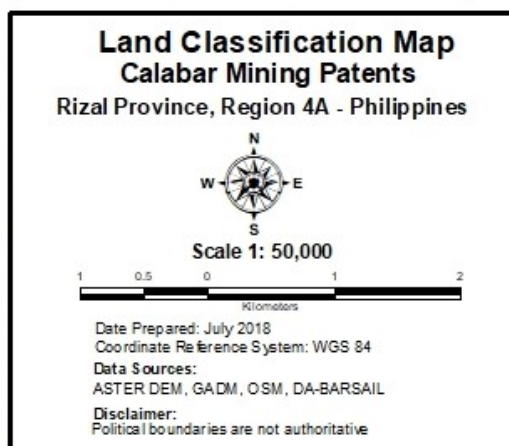 Land Classification Map
Calabar Mining Patents
Rizal Province, Region 4A - Philippines
N
W E
S
Scale 1: 50,000
1 0.5 0 1 2
Kilometers
Date Prepared: July 2018
Coordinate Reference System: WGS 84
Data Sources:
ASTER DEM, GADM, OSM, DA-BARSAIL
Disclaimer:
Political boundaries are not authoritative